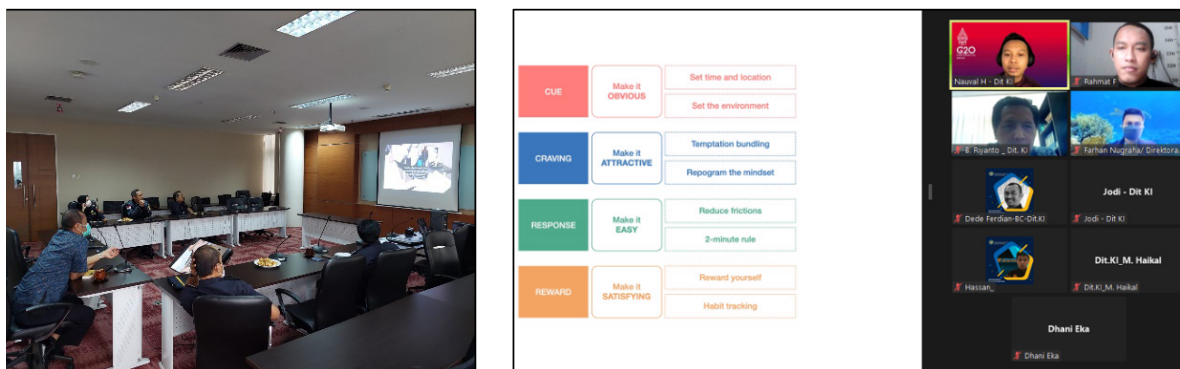 CUE
Make it
OBVIOUS
Set time and location
Set the environment
CRAVING
Make it
ATTRACTIVE
Temptation bundling
Repogram the mindset
RESPONSE
Make it
EASY
Reduce frictions
2-minute rule
REWARD
Make it
SATISFYING
Reward yourself
Habit tracking
G20
Nauval H - Dit KI
Rahmat F
B. Riyanto _ Dit. KI
Farhan Nugraha/ Direktora
Dede Ferdian-BC-Dit.KI
Jodi - Dit KI
Jodi - Dit KI
Hassan_
Dit.KI_M. Haikal
Dit.KI_M. Haikal
Dhani Eka
Dhani Eka